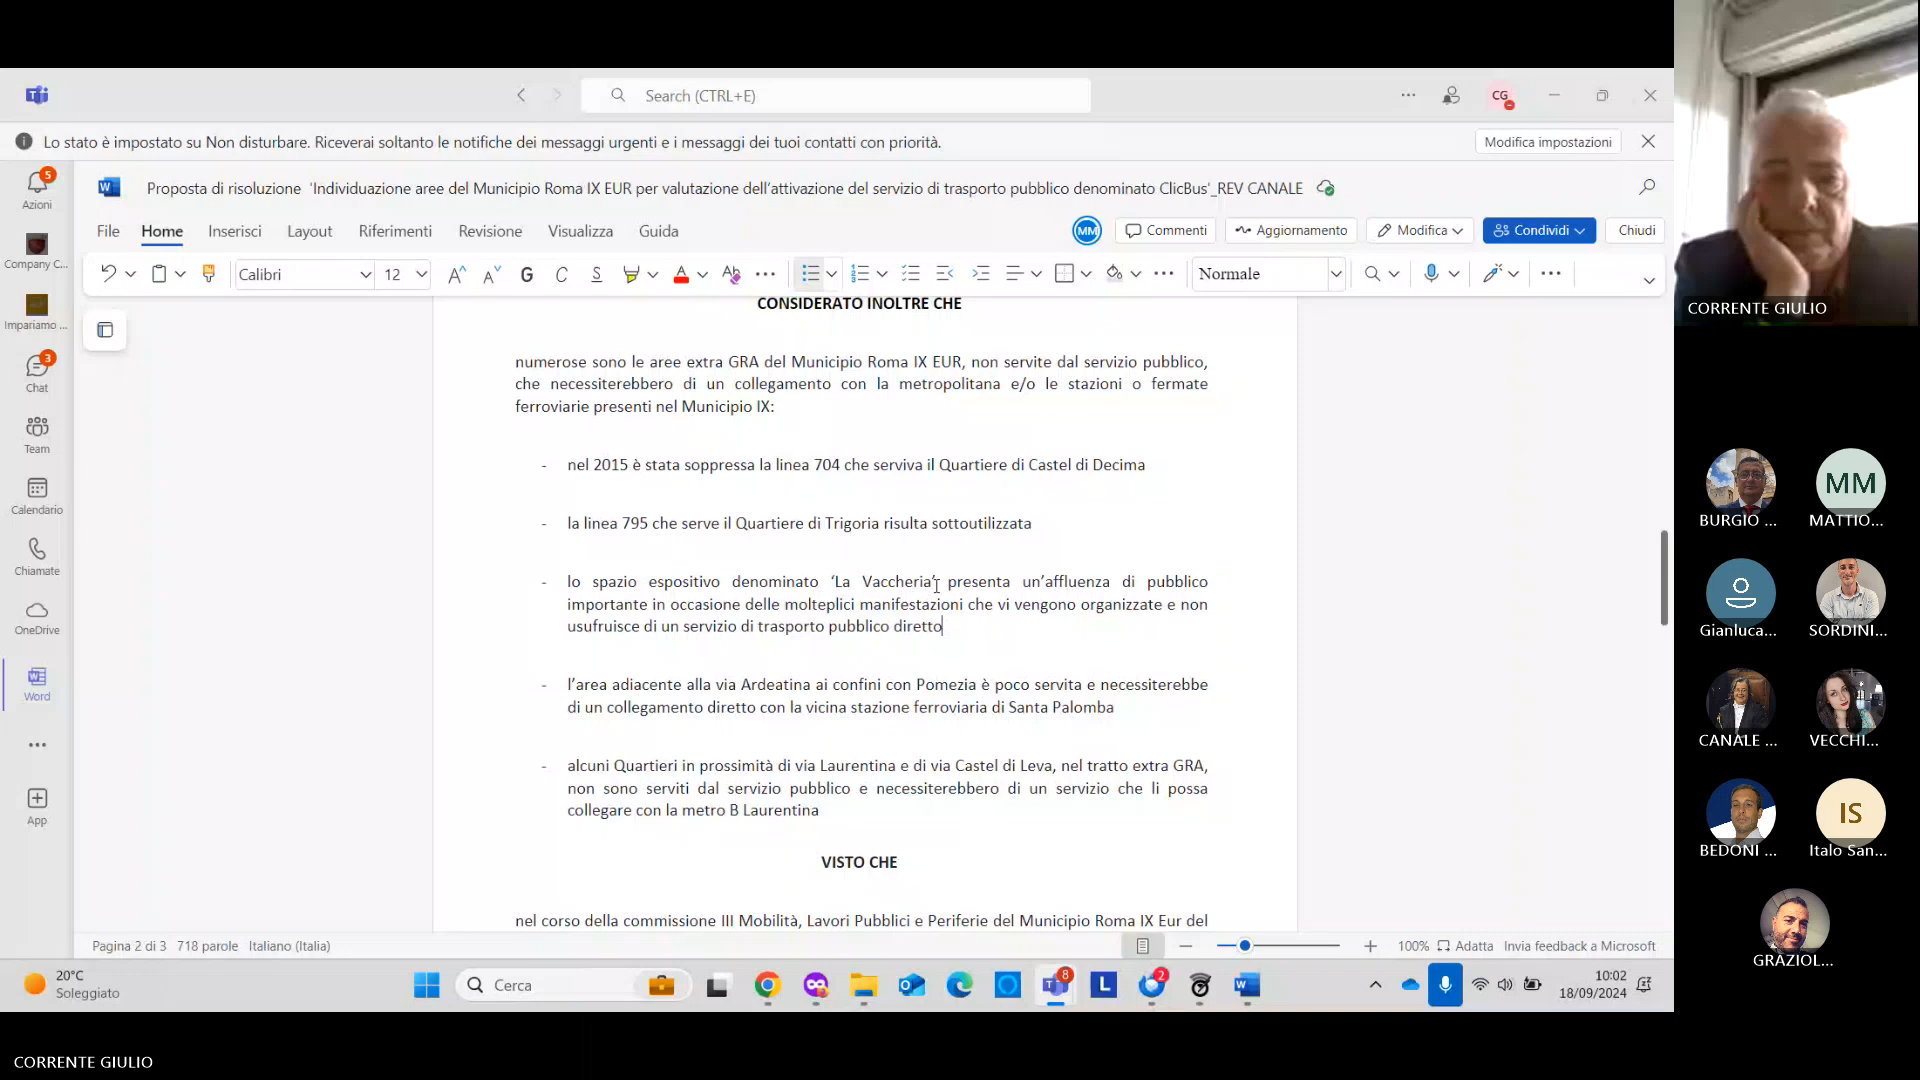 Search (CTRL+E)
CG
Lo stato è impostato su Non disturbare. Riceverai soltanto le notifiche dei messaggi urgenti e i messaggi dei tuoi contatti con priorità.
Modifica impostazioni
5
Azioni
Company C...
Impariamo ...
3
Chat
Team
Calendario
Chiamate
OneDrive
Word
App
Proposta di risoluzione 'Individuazione aree del Municipio Roma IX EUR per valutazione dell'attivazione del servizio di trasporto pubblico denominato ClicBus'_REV CANALE
File Home Inserisci Layout Riferimenti Revisione Visualizza Guida
MM Commenti Aggiornamento Modifica Condividi Chiudi
Calibri 12 G C S Normale
CONSIDERATO INOLTRE CHE
numerose sono le aree extra GRA del Municipio Roma IX EUR, non servite dal servizio pubblico,
che necessiterebbero di un collegamento con la metropolitana e/o le stazioni o fermate
ferroviarie presenti nel Municipio IX:
- nel 2015 è stata soppressa la linea 704 che serviva il Quartiere di Castel di Decima
- la linea 795 che serve il Quartiere di Trigoria risulta sottoutilizzata
- lo spazio espositivo denominato 'La Vaccheria' presenta un'affluenza di pubblico
importante in occasione delle molteplici manifestazioni che vi vengono organizzate e non
usufruisce di un servizio di trasporto pubblico diretto
- l'area adiacente alla via Ardeatina ai confini con Pomezia è poco servita e necessiterebbe
di un collegamento diretto con la vicina stazione ferroviaria di Santa Palomba
- alcuni Quartieri in prossimità di via Laurentina e di via Castel di Leva, nel tratto extra GRA,
non sono serviti dal servizio pubblico e necessiterebbero di un servizio che li possa
collegare con la metro B Laurentina
VISTO CHE
nel corso della commissione III Mobilità, Lavori Pubblici e Periferie del Municipio Roma IX Eur del
Pagina 2 di 3 718 parole Italiano (Italia)
100% Adatta Invia feedback a Microsoft
20°C
Soleggiato
Cerca
8
L
2
10:02
18/09/2024
CORRENTE GIULIO
BURGIO ...
MM
MATTIO...
Gianluca...
SORDINI...
CANALE ...
VECCHI...
BEDONI ...
IS
Italo San...
GRAZIOL...
CORRENTE GIULIO